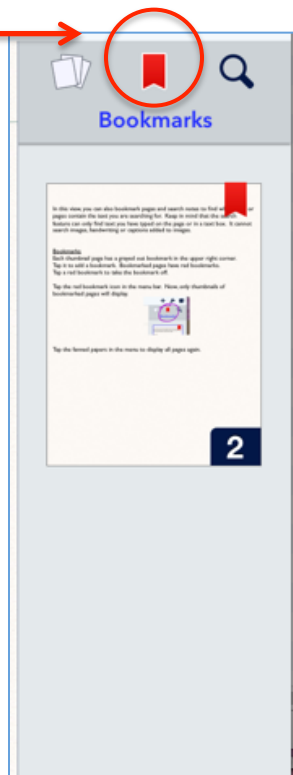 Bookmarks
In this view, you can also bookmark pages and search notes to find wh or
pages contain the text you are searching for. Keep in mind that the search
feature can only find text you have typed on the page or in a text box. It cannot
search images, handwriting or captions added to images.
Bookmarks
Each thumbnail page has a greyed out bookmark in the upper right corner.
Tap it to add a bookmark. Bookmarked pages have red bookmarks.
Tap a red bookmark to take the bookmark off.
Tap the red bookmark icon in the menu bar. Now, only thumbnails of
bookmarked pages will display.
Tap the fanned papers in the menu to display all pages again.
2